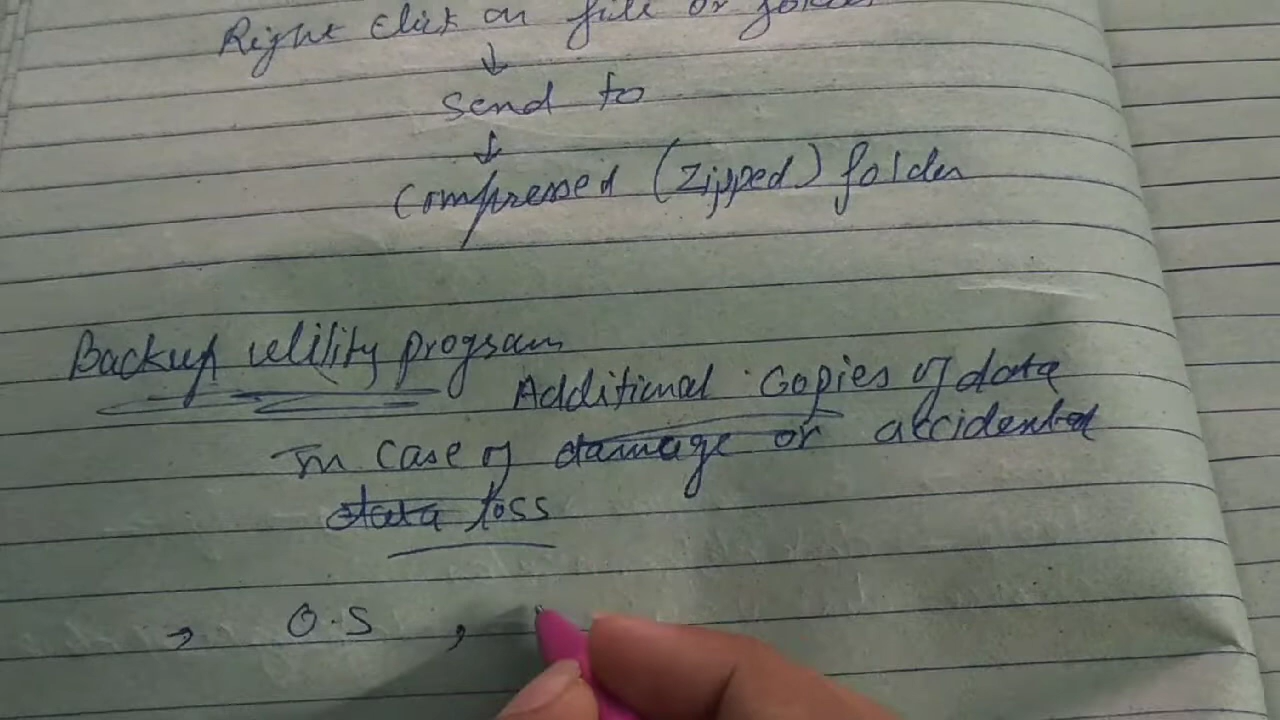 Right click on file or folder
↓
Send to
↓
Compressed (Zipped) folder
Backup utility program
Additional Copies of data
In case of damage or accidental
data loss
, O.S ,